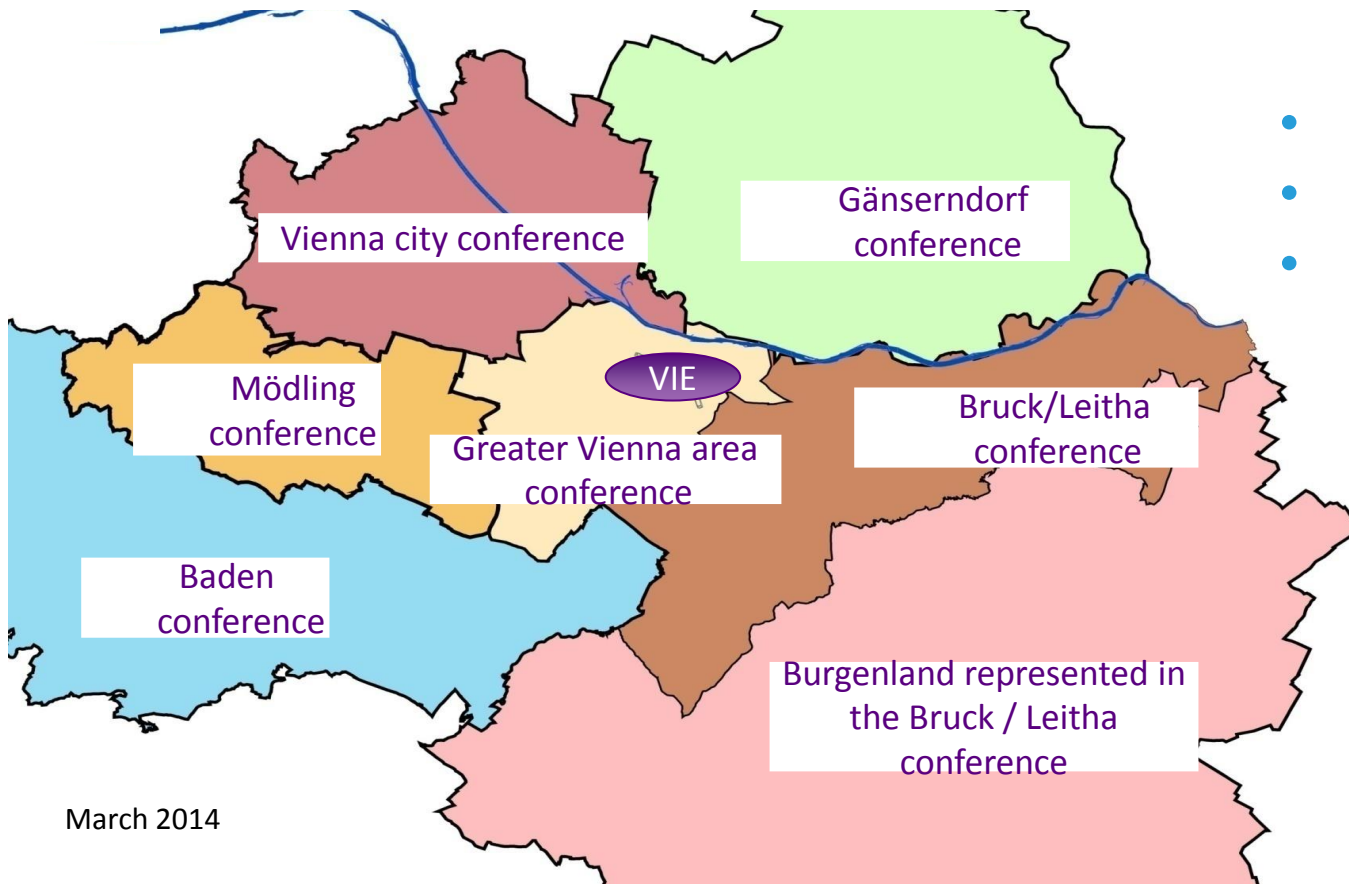 Gänserndorf
conference
Vienna city conference
VIE
Mödling
conference
Bruck/Leitha
conference
Greater Vienna area
conference
Baden
conference
Burgenland represented in
the Bruck / Leitha
conference
March 2014